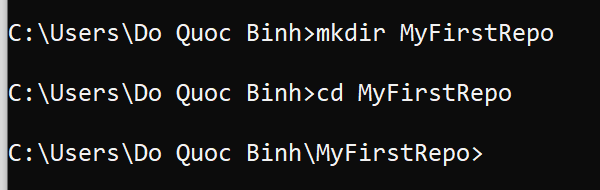 C:\Users\Do Quoc Binh>mkdir MyFirstRepo
C:\Users\Do Quoc Binh>cd MyFirstRepo
C:\Users\Do Quoc Binh\MyFirstRepo>